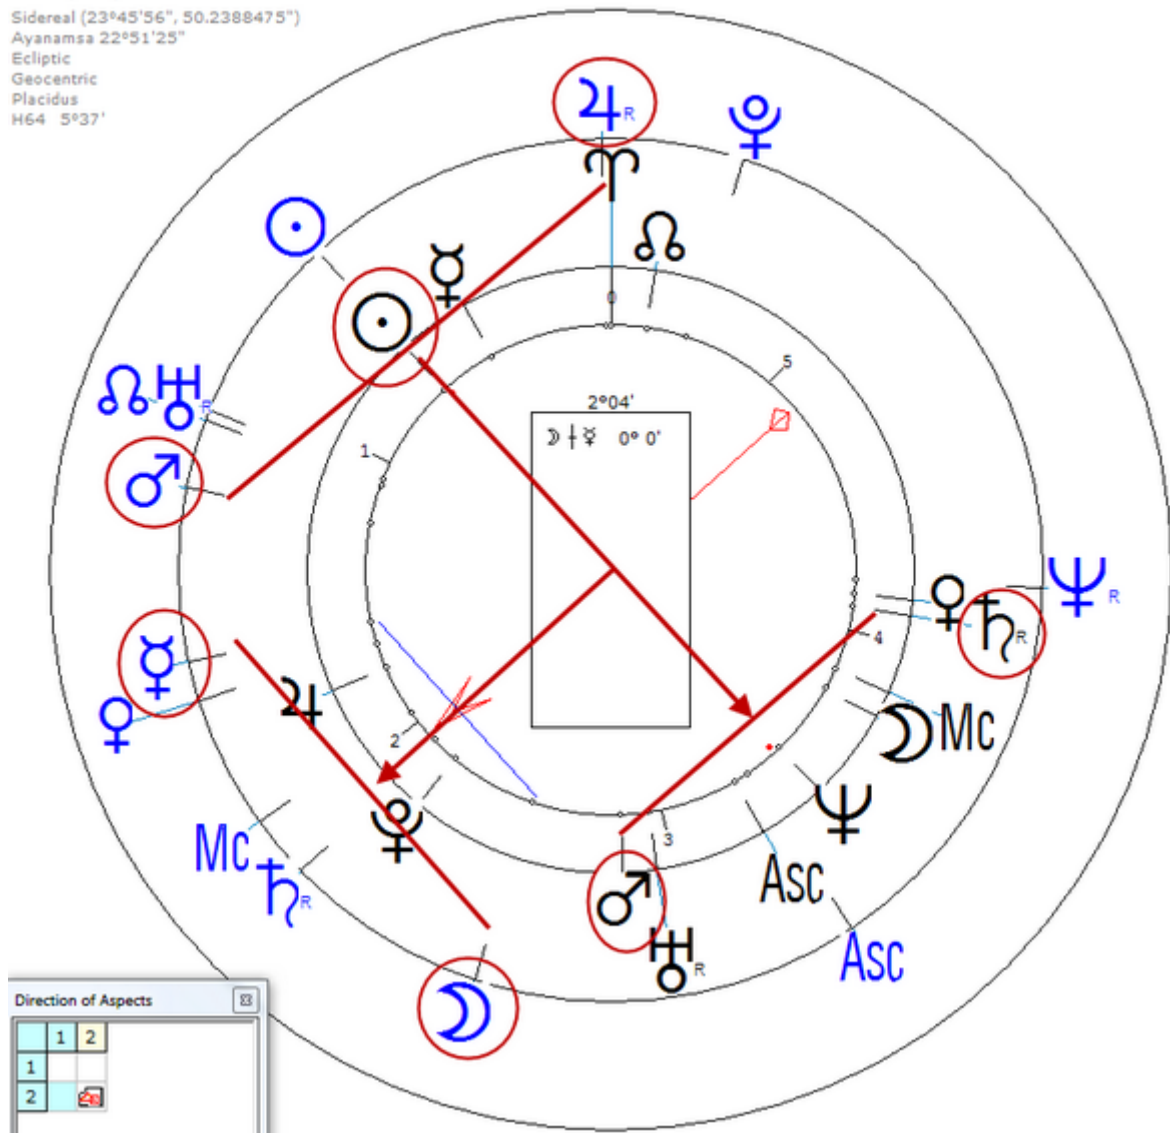 Sidereal (23°45'56", 50.2388475")
Ayanamsa 22°51'25"
Ecliptic
Geocentric
Placidus
H64 5°37'
R
0
5
2°04'
0° 0'
R
1
R
4
R
Mc
2
Mc
3
R
Asc
R
Asc
Direction of Aspects
1 2
1
2